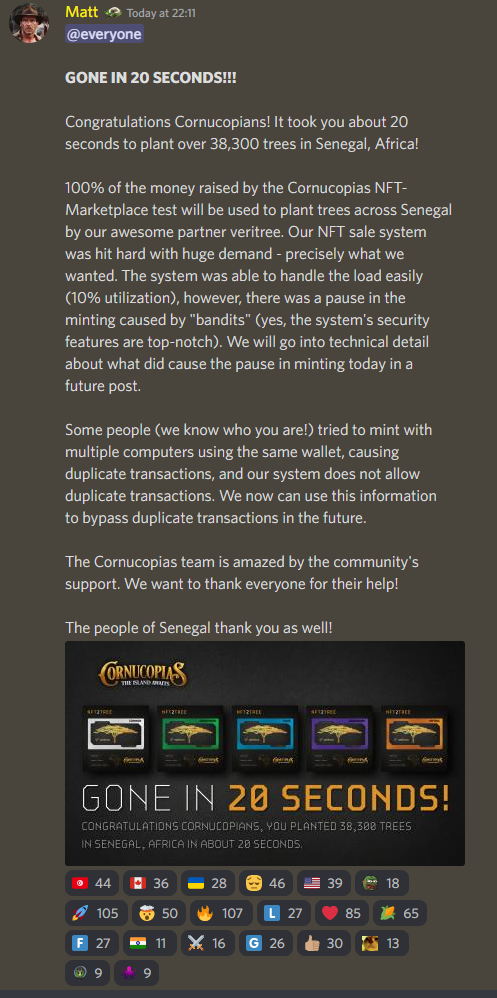 Matt Today at 22:11
@everyone
GONE IN 20 SECONDS!!!
Congratulations Cornucopians! It took you about 20
seconds to plant over 38,300 trees in Senegal, Africa!
100% of the money raised by the Cornucopias NFT-
Marketplace test will be used to plant trees across Senegal
by our awesome partner veritree. Our NFT sale system
was hit hard with huge demand - precisely what we
wanted. The system was able to handle the load easily
(10% utilization), however, there was a pause in the
minting caused by "bandits" (yes, the system's security
features are top-notch). We will go into technical detail
about what did cause the pause in minting today in a
future post.
Some people (we know who you are!) tried to mint with
multiple computers using the same wallet, causing
duplicate transactions, and our system does not allow
duplicate transactions. We now can use this information
to bypass duplicate transactions in the future.
The Cornucopias team is amazed by the community's
support. We want to thank everyone for their help!
The people of Senegal thank you as well!
CORNUCOPIAS
THE ISLAND AWAITS
NFT2TREE NFT2TREE NFT2TREE NFT2TREE NFT2TREE
GONE IN 20 SECONDS!
CONGRATULATIONS CORNUCOPIANS, YOU PLANTED 38,300 TREES
IN SENEGAL, AFRICA IN ABOUT 20 SECONDS.
44 36 28 46 39 18
105 50 107 L 27 85 65
F 27 11 16 G 26 30 13
9 9